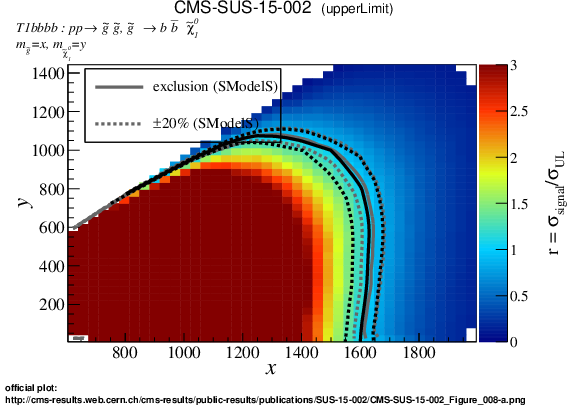 CMS-SUS-15-002 (upperLimit)
T1bbbb : pp→ g̃ g̃, g̃ →b b̅ χ̃₁⁰
m_g̃=x, m_χ̃₁⁰=y
exclusion (SModelS)
±20% (SModelS)
1400
1200
1000
800
600
400
200
y
800
1000
1200
1400
1600
1800
x
3
2.5
2
1.5
1
0.5
0
r = σ_signal/σ_UL
official plot:
http://cms-results.web.cern.ch/cms-results/public-results/publications/SUS-15-002/CMS-SUS-15-002_Figure_008-a.png